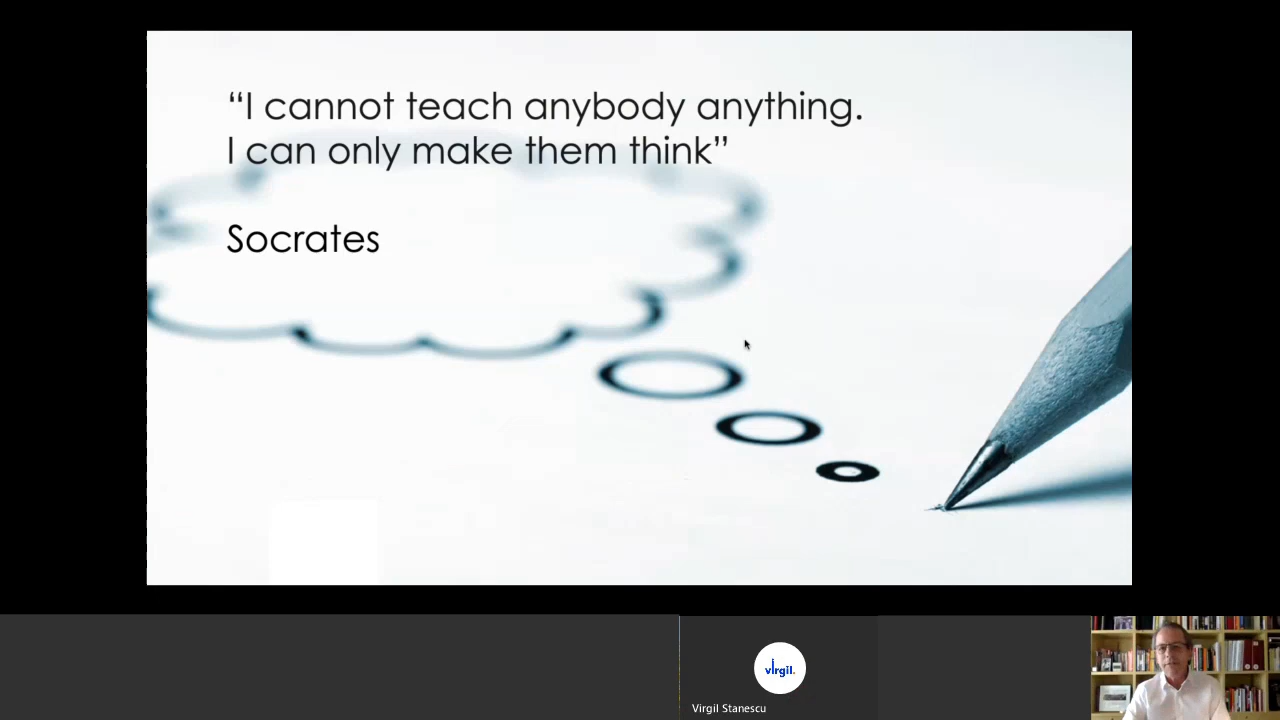 “I cannot teach anybody anything.
I can only make them think”
Socrates
virgil.
Virgil Stanescu